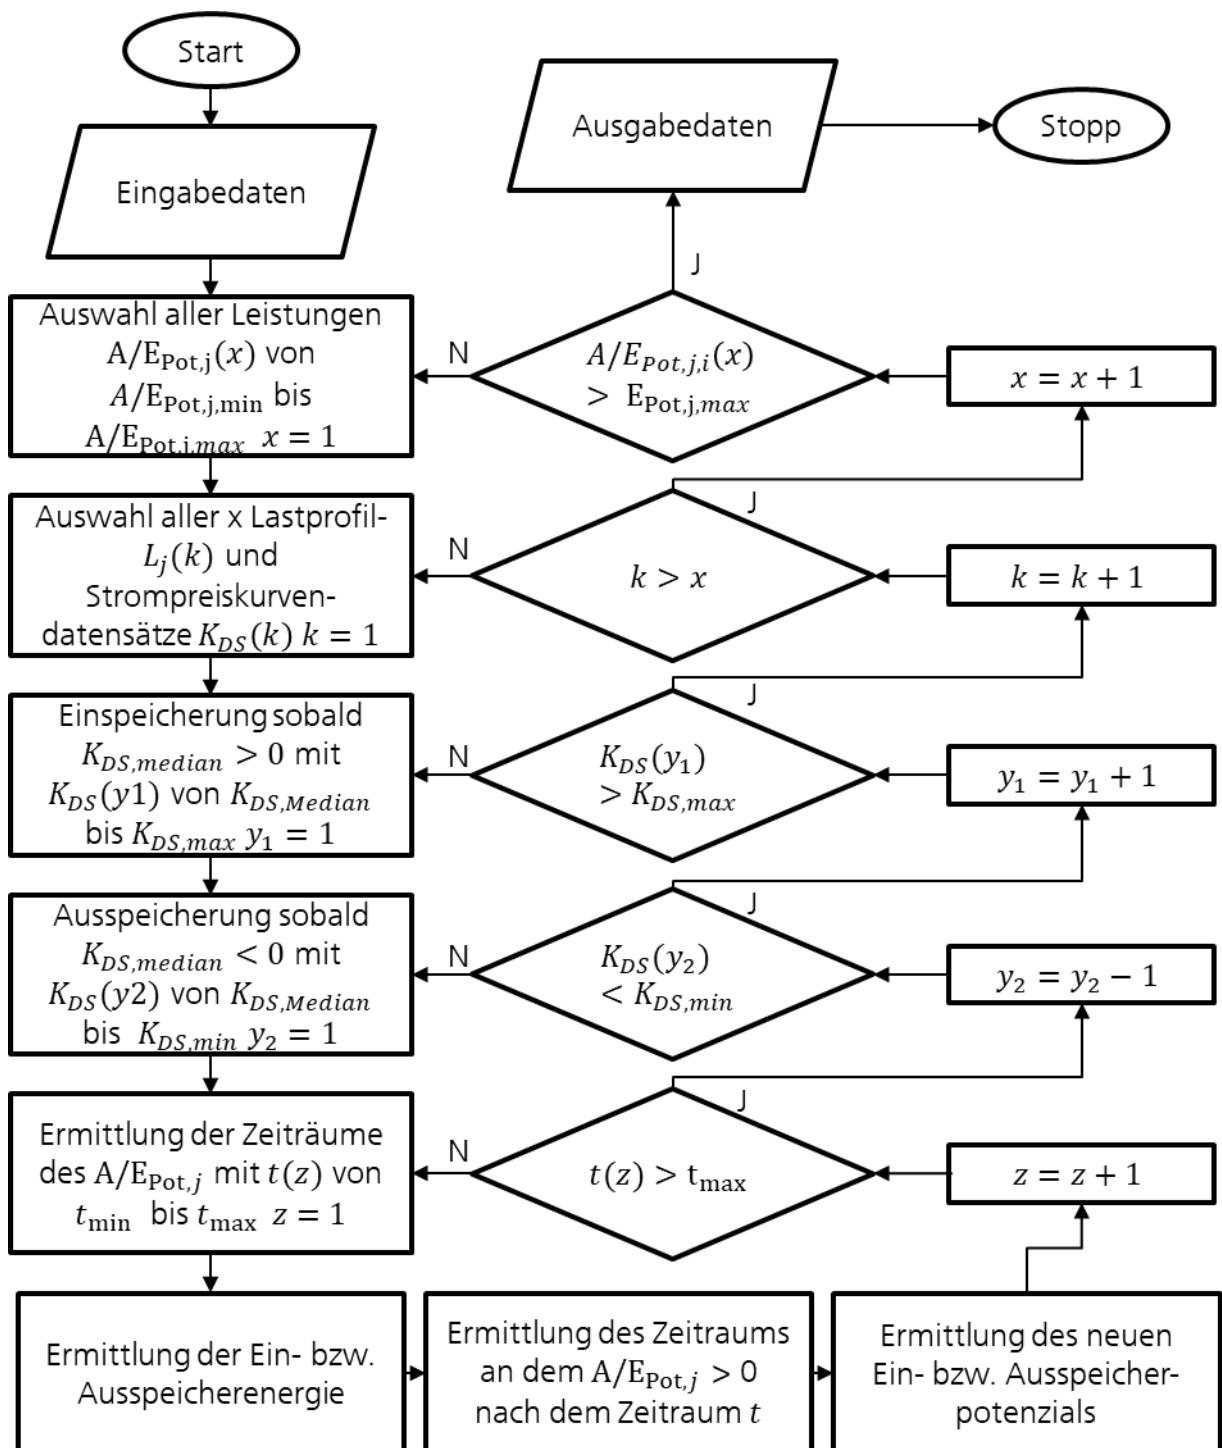 Start
Eingabedaten
Ausgabedaten
Stopp
J
Auswahl aller Leistungen
A/E_Pot,j(x) von
A/E_Pot,j,min bis
A/E_Pot,j,max x = 1
N
A/E_Pot,j,i(x)
> E_Pot,j,max
x = x + 1
J
Auswahl aller x Lastprofil-
L_j(k) und
Strompreiskurven-
datensätze K_DS(k) k = 1
N
k > x
k = k + 1
J
Einspeicherung sobald
K_DS,median > 0 mit
K_DS(y1) von K_DS,Median
bis K_DS,max y_1 = 1
N
K_DS(y_1)
> K_DS,max
y_1 = y_1 + 1
J
Ausspeicherung sobald
K_DS,median < 0 mit
K_DS(y2) von K_DS,Median
bis K_DS,min y_2 = 1
N
K_DS(y_2)
< K_DS,min
y_2 = y_2 − 1
J
Ermittlung der Zeiträume
des A/E_Pot,j mit t(z) von
t_min bis t_max z = 1
N
t(z) > t_max
z = z + 1
Ermittlung der Ein- bzw.
Ausspeicherenergie
Ermittlung des Zeitraums
an dem A/E_Pot,j > 0
nach dem Zeitraum t
Ermittlung des neuen
Ein- bzw. Ausspeicher-
potenzials